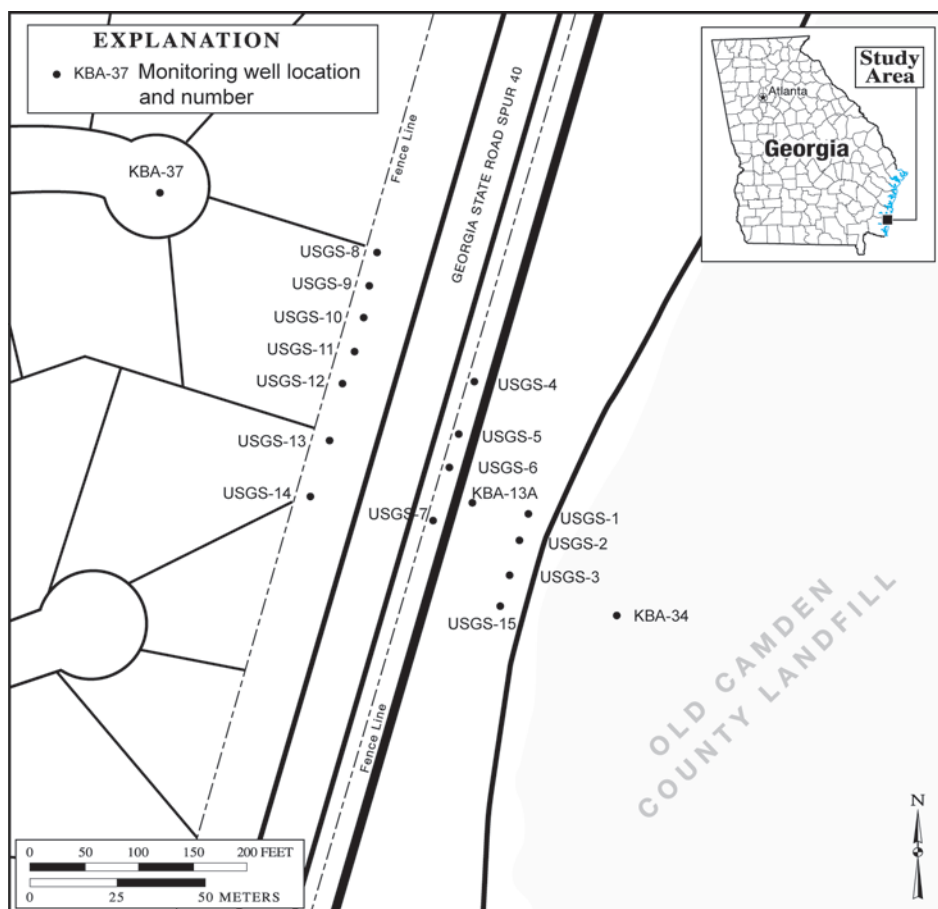 EXPLANATION
KBA-37 Monitoring well location
and number
Study
Area
Atlanta
Georgia
Fence Line
GEORGIA STATE ROAD SPUR 40
KBA-37
USGS-8
USGS-9
USGS-10
USGS-11
USGS-12
USGS-4
USGS-13
USGS-5
USGS-6
USGS-14
KBA-13A
USGS-7
USGS-1
USGS-2
USGS-3
USGS-15
KBA-34
OLD CAMDEN
COUNTY LANDFILL
Fence Line
N
0 50 100 150 200 FEET
0 25 50 METERS